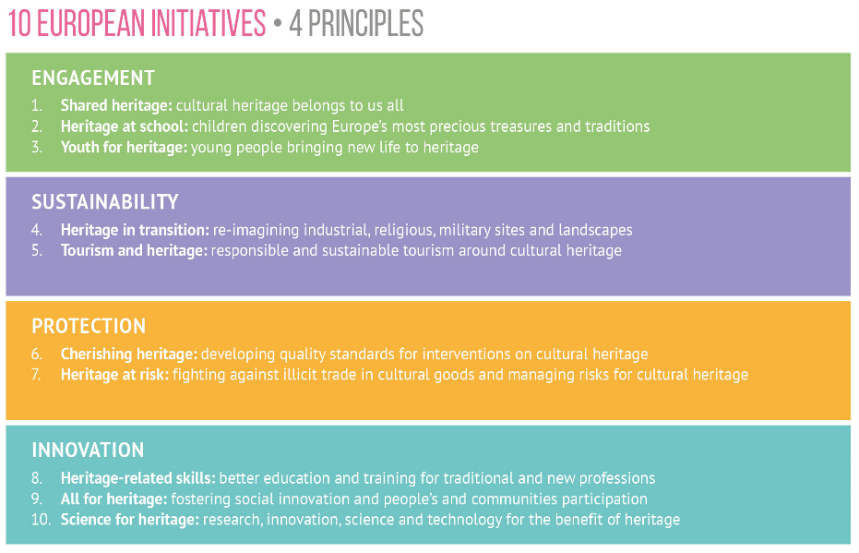 10 EUROPEAN INITIATIVES • 4 PRINCIPLES
ENGAGEMENT
1. Shared heritage: cultural heritage belongs to us all
2. Heritage at school: children discovering Europe's most precious treasures and traditions
3. Youth for heritage: young people bringing new life to heritage
SUSTAINABILITY
4. Heritage in transition: re-imagining industrial, religious, military sites and landscapes
5. Tourism and heritage: responsible and sustainable tourism around cultural heritage
PROTECTION
6. Cherishing heritage: developing quality standards for interventions on cultural heritage
7. Heritage at risk: fighting against illicit trade in cultural goods and managing risks for cultural heritage
INNOVATION
8. Heritage-related skills: better education and training for traditional and new professions
9. All for heritage: fostering social innovation and people's and communities participation
10. Science for heritage: research, innovation, science and technology for the benefit of heritage